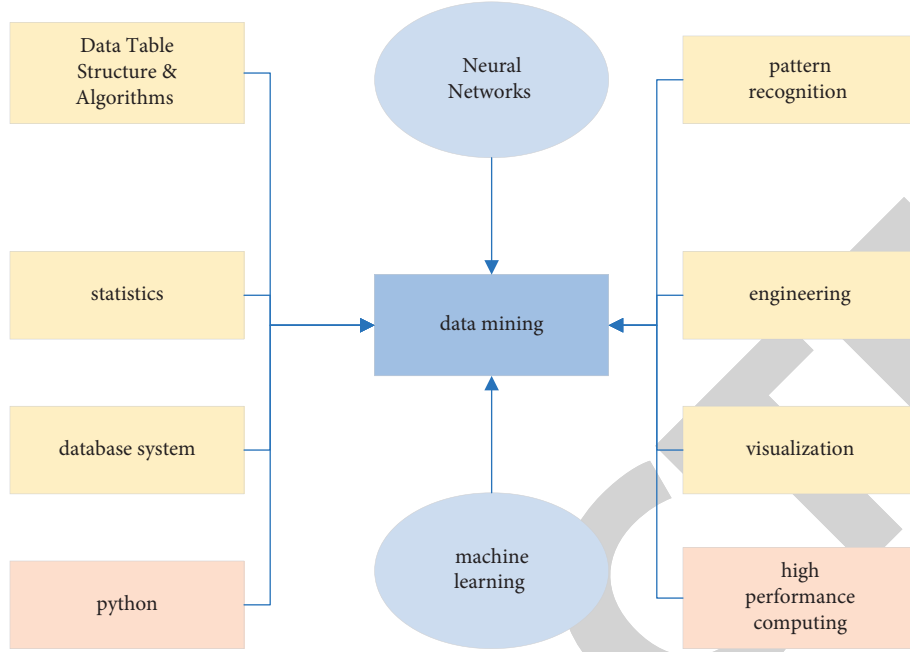 Data Table
Structure &
Algorithms
Neural
Networks
pattern
recognition
statistics
data mining
engineering
database system
visualization
python
machine
learning
high
performance
computing